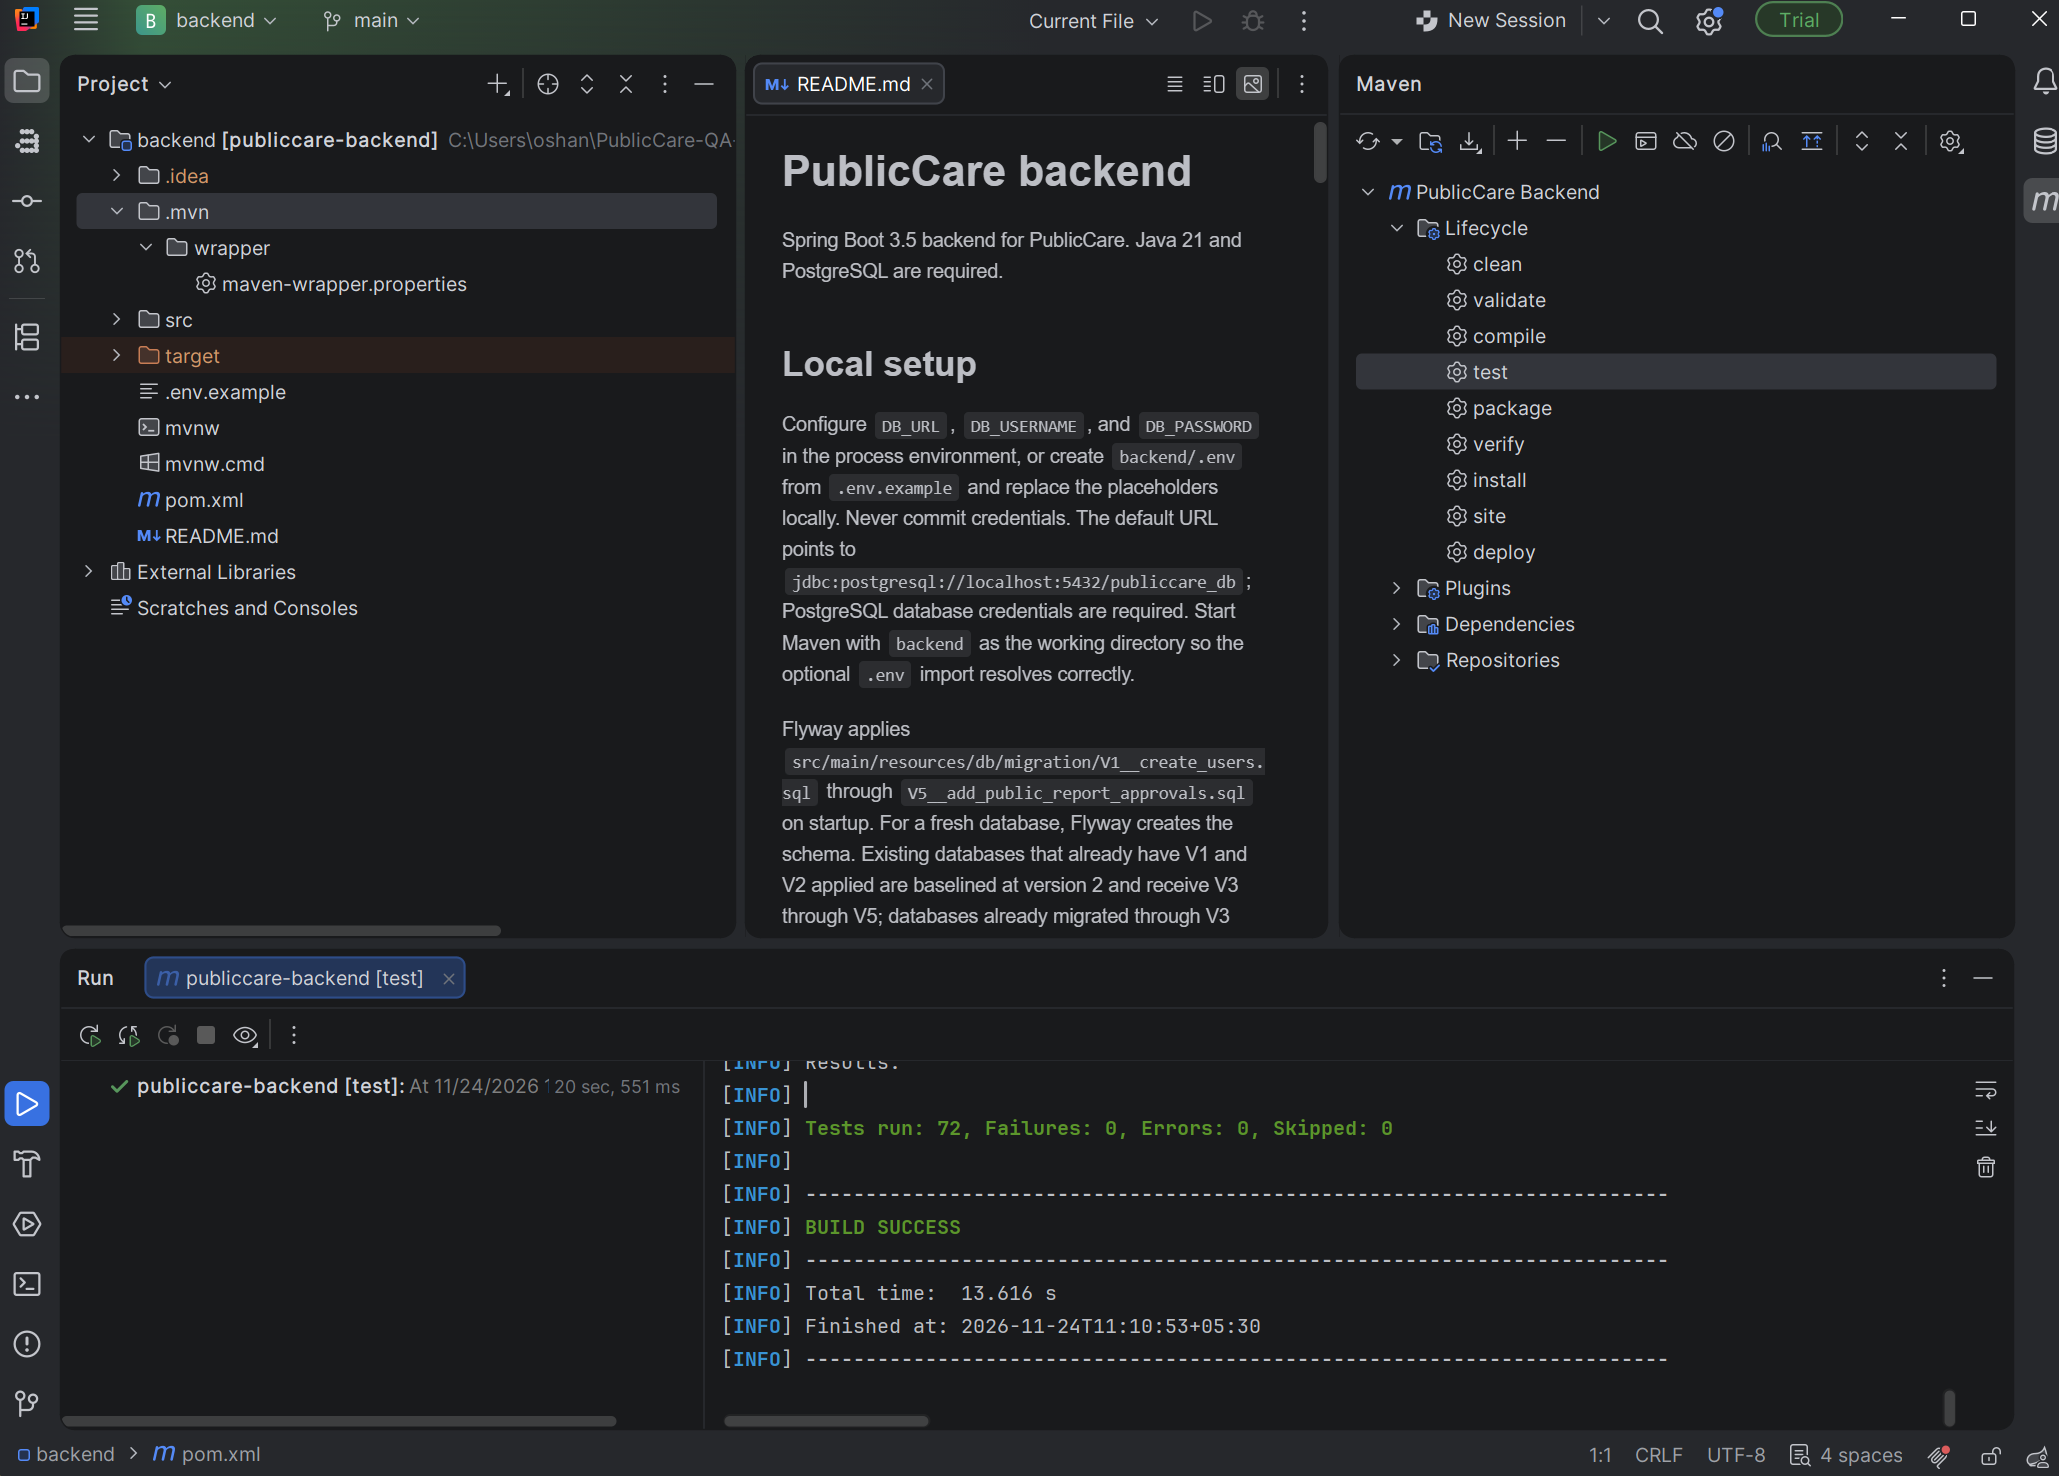 B backend main Current File New Session Trial
Project
backend [publiccare-backend] C:\Users\oshan\PublicCare-QA-
.idea
.mvn
wrapper
maven-wrapper.properties
src
target
.env.example
mvnw
mvnw.cmd
m pom.xml
M↓ README.md
External Libraries
Scratches and Consoles
M↓ README.md
PublicCare backend
Spring Boot 3.5 backend for PublicCare. Java 21 and
PostgreSQL are required.
Local setup
Configure DB_URL , DB_USERNAME , and DB_PASSWORD
in the process environment, or create backend/.env
from .env.example and replace the placeholders
locally. Never commit credentials. The default URL
points to
jdbc:postgresql://localhost:5432/publiccare_db ;
PostgreSQL database credentials are required. Start
Maven with backend as the working directory so the
optional .env import resolves correctly.
Flyway applies
src/main/resources/db/migration/V1__create_users.
sql through V5__add_public_report_approvals.sql
on startup. For a fresh database, Flyway creates the
schema. Existing databases that already have V1 and
V2 applied are baselined at version 2 and receive V3
through V5; databases already migrated through V3
Maven
m PublicCare Backend
Lifecycle
clean
validate
compile
test
package
verify
install
site
deploy
Plugins
Dependencies
Repositories
m
Run m publiccare-backend [test]
publiccare-backend [test]: At 11/24/2026 20 sec, 551 ms
[INFO] Results:
[INFO]
[INFO] Tests run: 72, Failures: 0, Errors: 0, Skipped: 0
[INFO]
[INFO] ------------------------------------------------------------------------
[INFO] BUILD SUCCESS
[INFO] ------------------------------------------------------------------------
[INFO] Total time:  13.616 s
[INFO] Finished at: 2026-11-24T11:10:53+05:30
[INFO] ------------------------------------------------------------------------
backend > m pom.xml 1:1 CRLF UTF-8 4 spaces